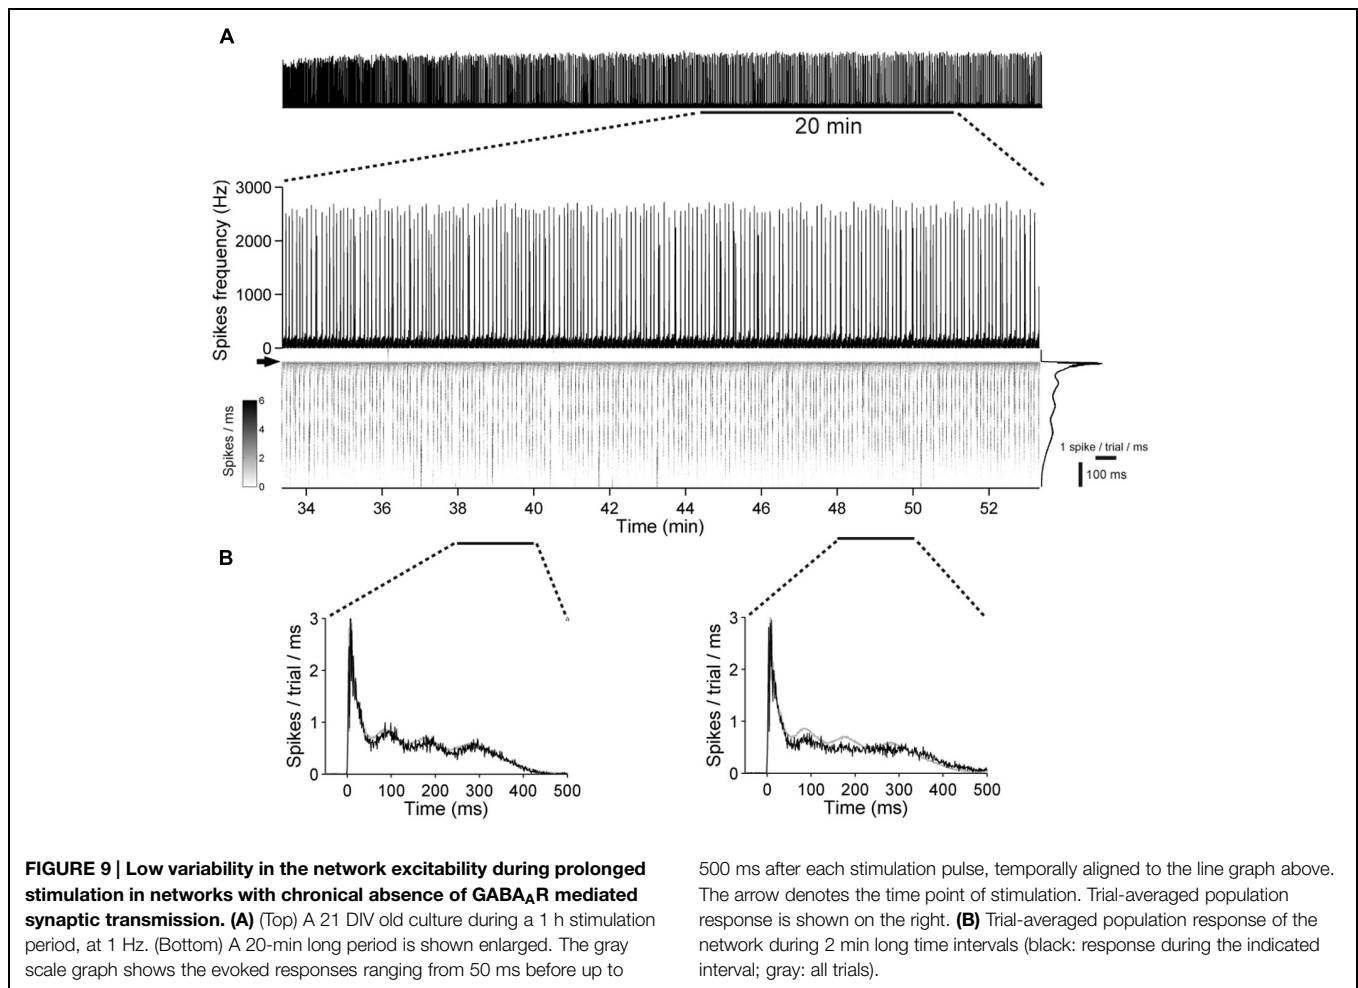 A
20 min
Spikes frequency (Hz)
3000
2000
1000
0
Spikes / ms
6
4
2
0
1 spike / trial / ms
100 ms
34 36 38 40 42 44 46 48 50 52
Time (min)
B
Spikes / trial / ms
3
2
1
0
0 100 200 300 400 500
Time (ms)
Spikes / trial / ms
3
2
1
0
0 100 200 300 400 500
Time (ms)
FIGURE 9 | Low variability in the network excitability during prolonged
stimulation in networks with chronical absence of GABAAR mediated
synaptic transmission. (A) (Top) A 21 DIV old culture during a 1 h stimulation
period, at 1 Hz. (Bottom) A 20-min long period is shown enlarged. The gray
scale graph shows the evoked responses ranging from 50 ms before up to
500 ms after each stimulation pulse, temporally aligned to the line graph above.
The arrow denotes the time point of stimulation. Trial-averaged population
response is shown on the right. (B) Trial-averaged population response of the
network during 2 min long time intervals (black: response during the indicated
interval; gray: all trials).